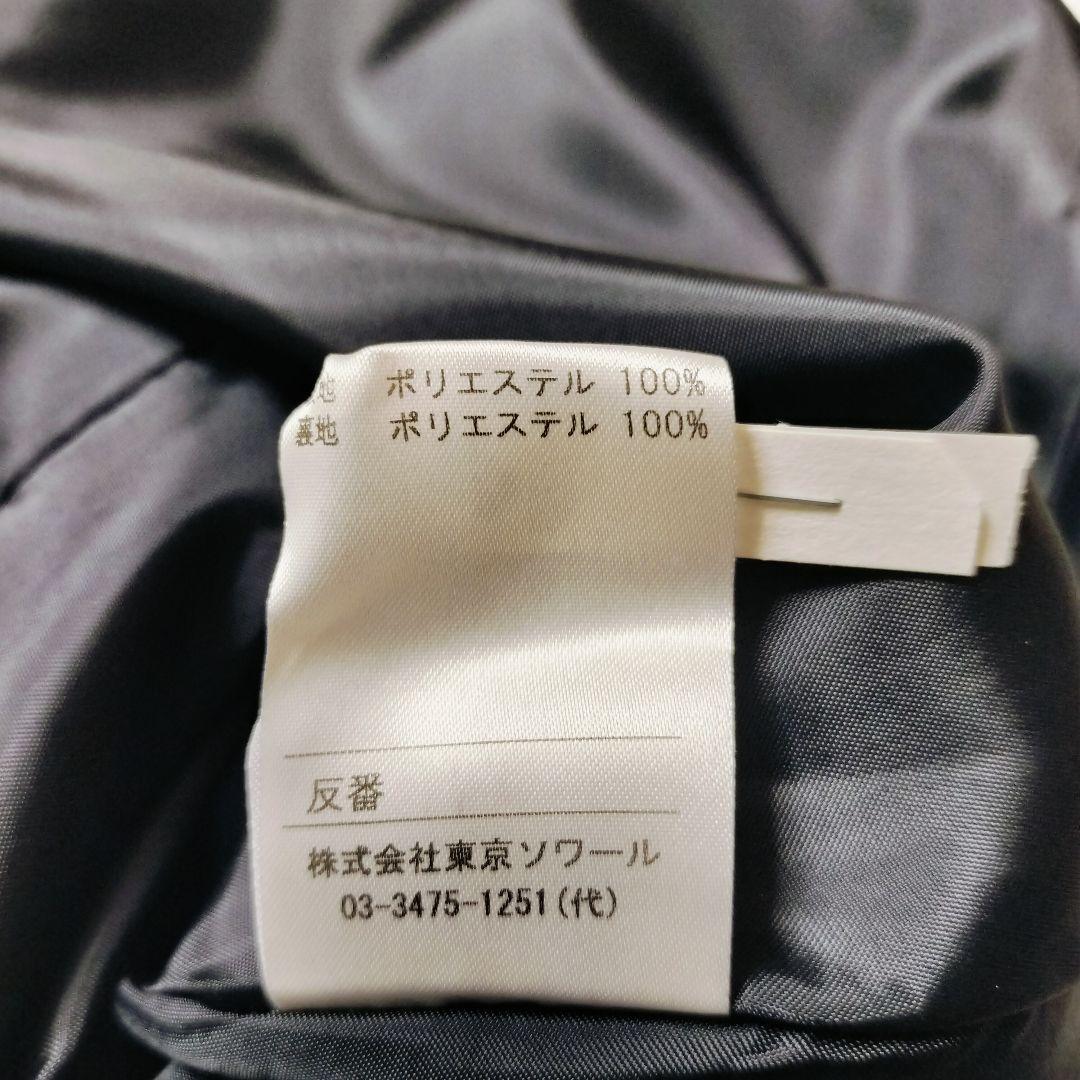 地 ポリエステル 100%
裏地 ポリエステル 100%
反番
株式会社東京ソワール
03-3475-1251(代)